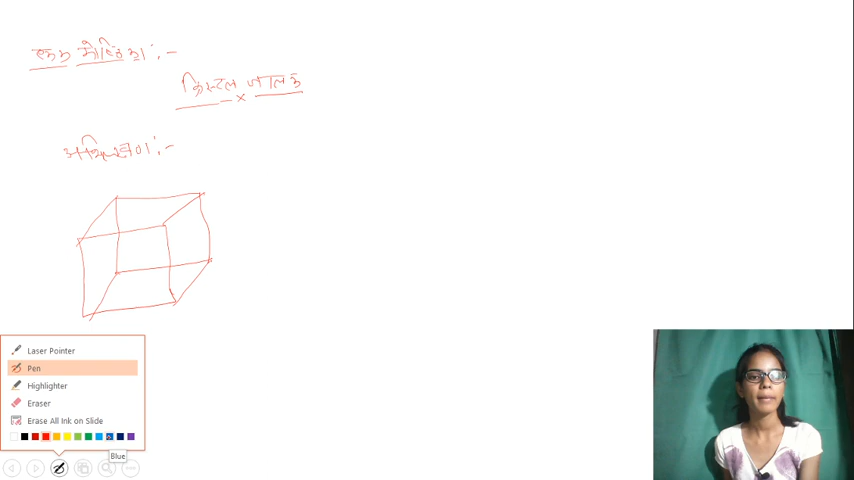 एकक कोष्ठिका :-
क्रिस्टल जालक
अभिलक्षण :-
Laser Pointer
Pen
Highlighter
Eraser
Erase All Ink on Slide
Blue